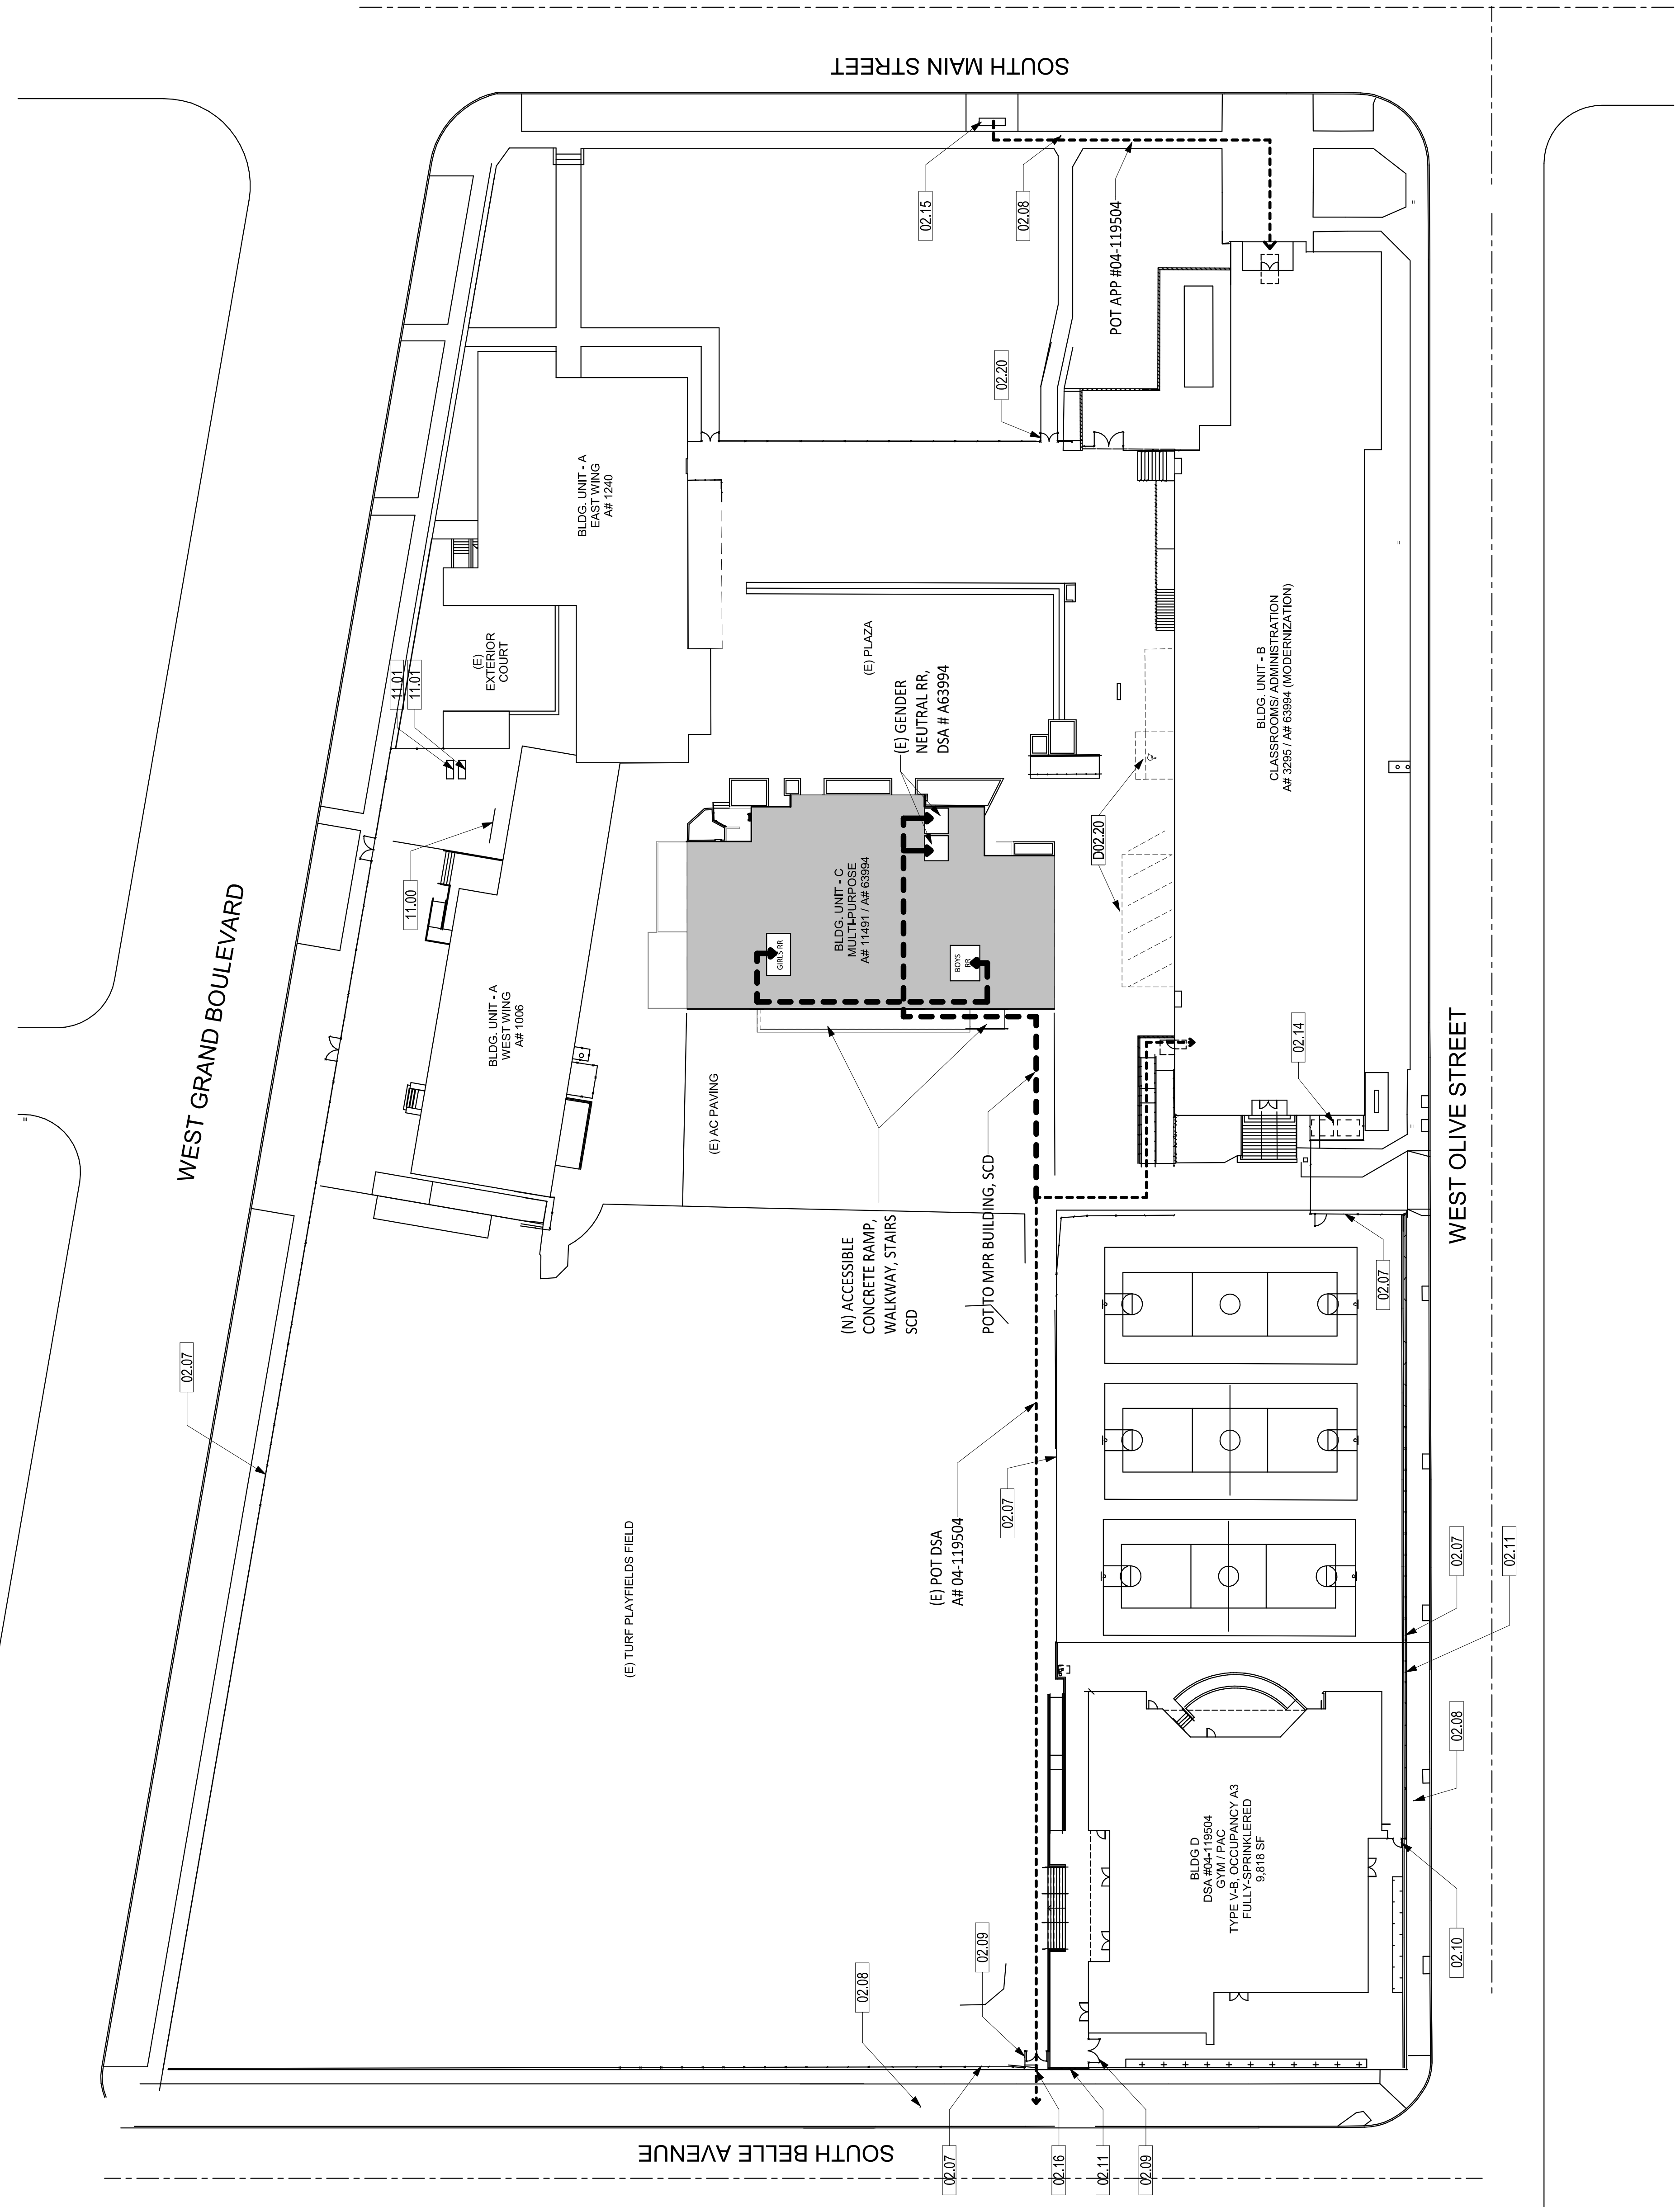 SOUTH MAIN STREET
02.15
02.08
POT APP #04-119504
02.20
BLDG. UNIT - A
EAST WING
A# 1240
(E)
EXTERIOR
COURT
11.01
11.01
(E) PLAZA
(E) GENDER
NEUTRAL RR,
DSA # A63994
BLDG. UNIT - B
CLASSROOMS/ ADMINISTRATION
A# 3295 / A# 63994 (MODERNIZATION)
D02.20
11.00
WEST GRAND BOULEVARD
BLDG. UNIT - C
MULTI-PURPOSE
A# 11491 / A# 63994
GIRLS RR
BOYS
RR
BLDG. UNIT - A
WEST WING
A# 1006
(E) AC PAVING
02.14
WEST OLIVE STREET
(N) ACCESSIBLE
CONCRETE RAMP,
WALKWAY, STAIRS
SCD
POT TO MPR BUILDING, SCD
02.07
02.07
(E) POT DSA
A# 04-119504
02.07
(E) TURF PLAYFIELDS FIELD
02.07
02.11
02.08
BLDG D
DSA #04-119504
GYM / PAC
TYPE V-B, OCCUPANCY A3
FULLY-SPRINKLERED
9,818 SF
02.10
02.09
02.08
SOUTH BELLE AVENUE
02.07
02.16
02.11
02.09